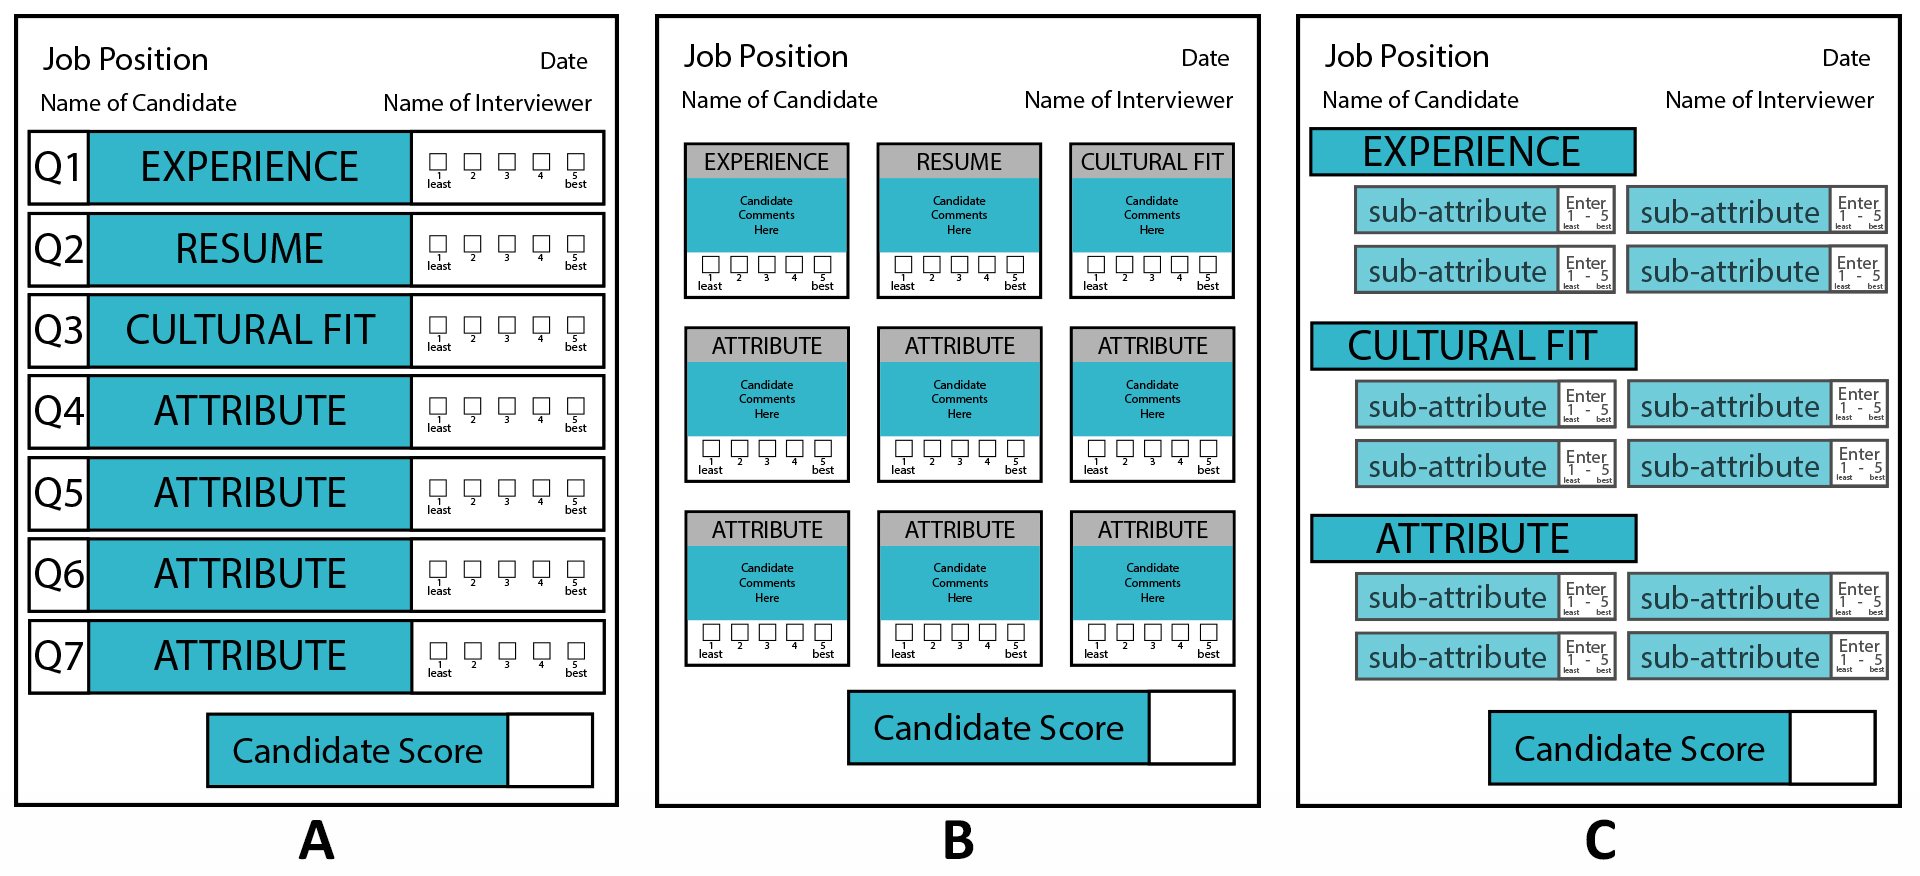 Job Position Date
Name of Candidate Name of Interviewer
Q1 EXPERIENCE 1 2 3 4 5
least best
Q2 RESUME 1 2 3 4 5
least best
Q3 CULTURAL FIT 1 2 3 4 5
least best
Q4 ATTRIBUTE 1 2 3 4 5
least best
Q5 ATTRIBUTE 1 2 3 4 5
least best
Q6 ATTRIBUTE 1 2 3 4 5
least best
Q7 ATTRIBUTE 1 2 3 4 5
least best
Candidate Score
A
Job Position Date
Name of Candidate Name of Interviewer
EXPERIENCE RESUME CULTURAL FIT
Candidate Candidate Candidate
Comments Comments Comments
Here Here Here
1 2 3 4 5 1 2 3 4 5 1 2 3 4 5
least best least best least best
ATTRIBUTE ATTRIBUTE ATTRIBUTE
Candidate Candidate Candidate
Comments Comments Comments
Here Here Here
1 2 3 4 5 1 2 3 4 5 1 2 3 4 5
least best least best least best
ATTRIBUTE ATTRIBUTE ATTRIBUTE
Candidate Candidate Candidate
Comments Comments Comments
Here Here Here
1 2 3 4 5 1 2 3 4 5 1 2 3 4 5
least best least best least best
Candidate Score
B
Job Position Date
Name of Candidate Name of Interviewer
EXPERIENCE
sub-attribute Enter 1 - 5 least best sub-attribute Enter 1 - 5 least best
sub-attribute Enter 1 - 5 least best sub-attribute Enter 1 - 5 least best
CULTURAL FIT
sub-attribute Enter 1 - 5 least best sub-attribute Enter 1 - 5 least best
sub-attribute Enter 1 - 5 least best sub-attribute Enter 1 - 5 least best
ATTRIBUTE
sub-attribute Enter 1 - 5 least best sub-attribute Enter 1 - 5 least best
sub-attribute Enter 1 - 5 least best sub-attribute Enter 1 - 5 least best
Candidate Score
C